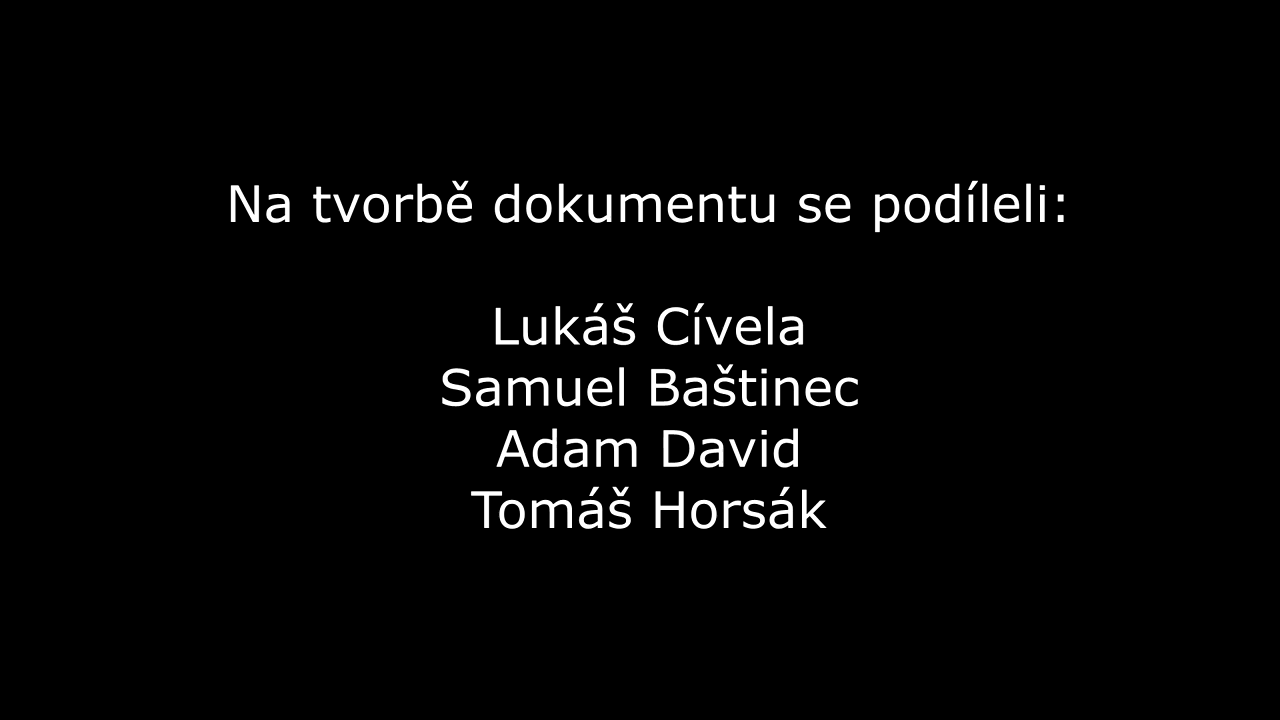 Na tvorbě dokumentu se podíleli:
Lukáš Cívela
Samuel Baštinec
Adam David
Tomáš Horsák